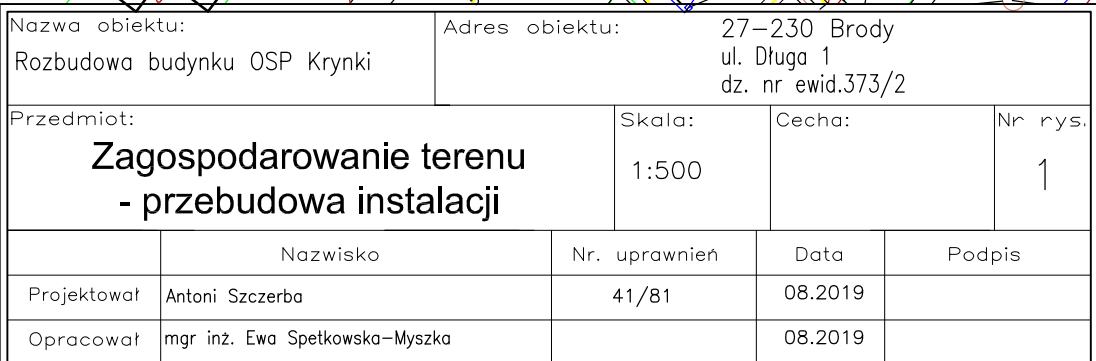 Nazwa obiektu:
Rozbudowa budynku OSP Krynki
Adres obiektu:
27-230 Brody
ul. Długa 1
dz. nr ewid.373/2
Przedmiot:
Zagospodarowanie terenu
- przebudowa instalacji
Skala:
1:500
Cecha:
Nr rys.
1
Nazwisko Nr. uprawnień Data Podpis
Projektował Antoni Szczerba 41/81 08.2019
Opracował mgr inż. Ewa Spetkowska-Myszka 08.2019